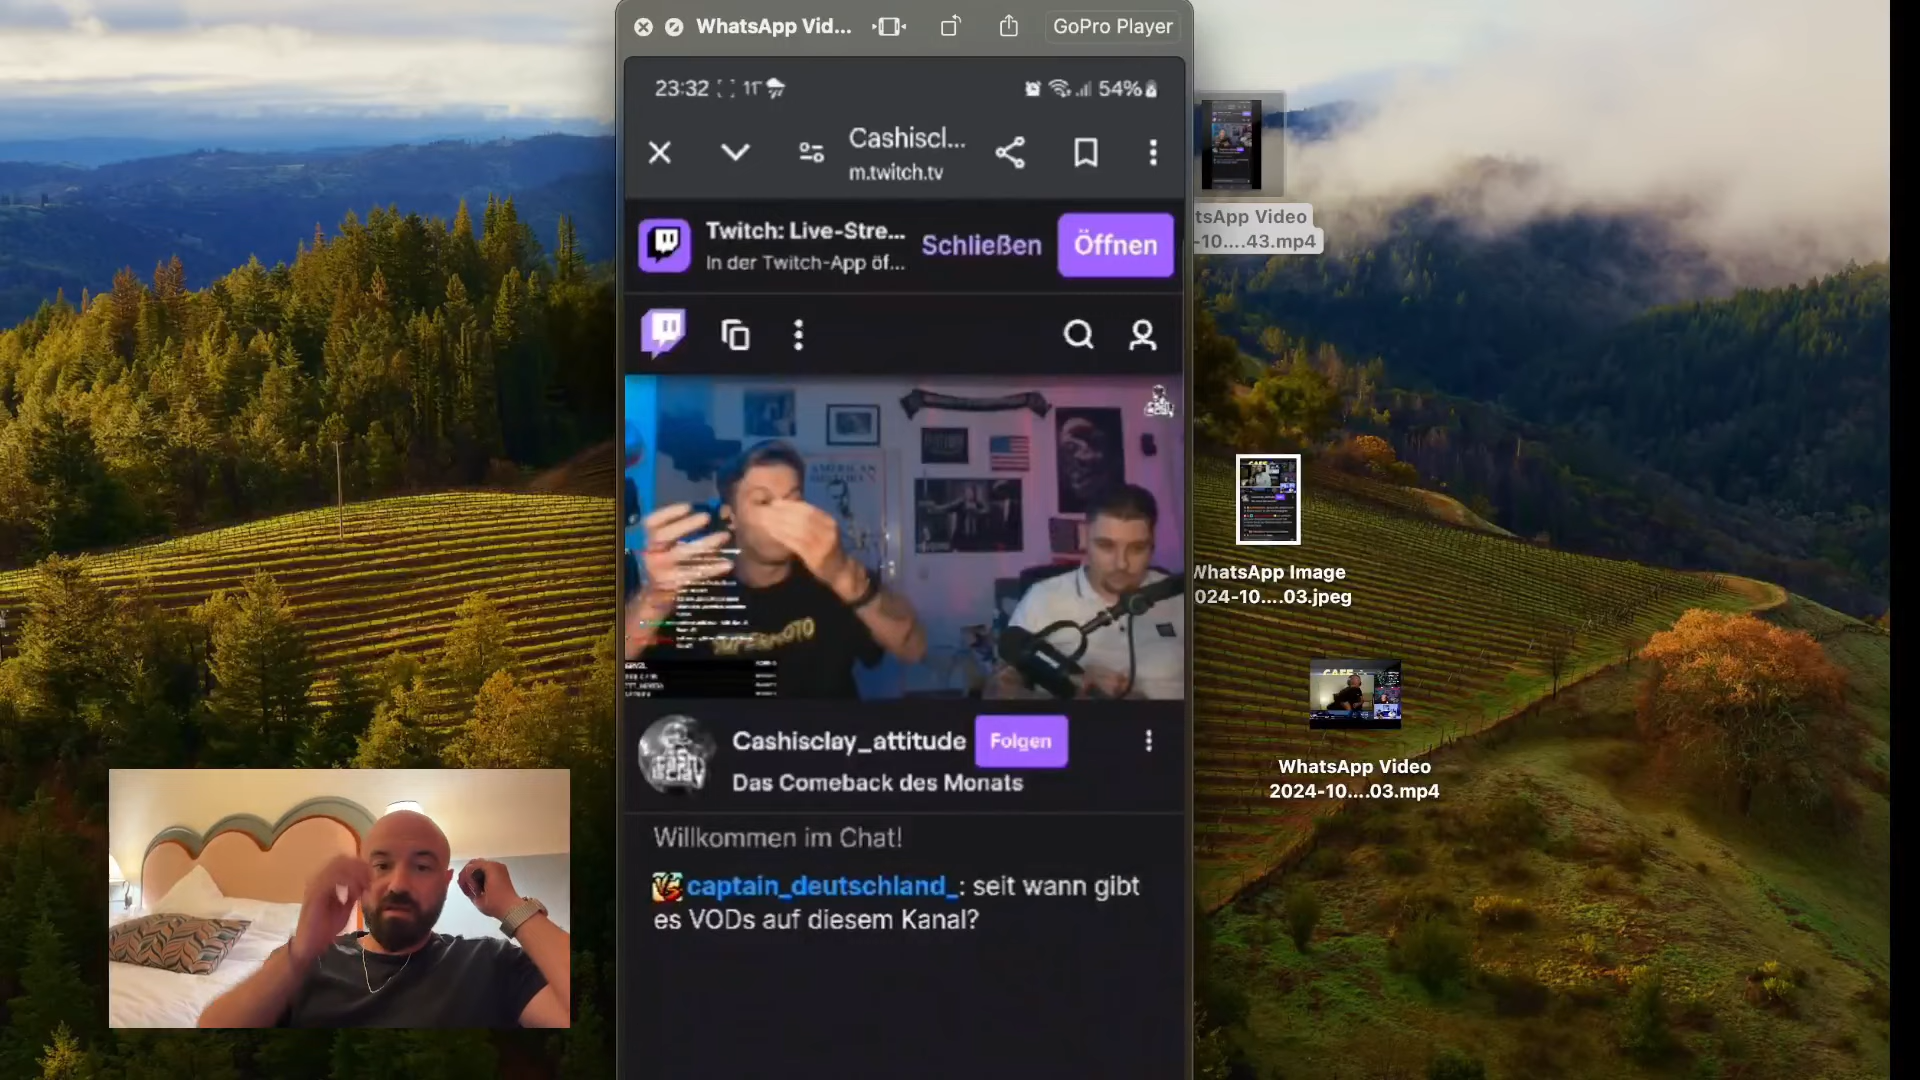 WhatsApp Vid...
GoPro Player
23:32
54%
Cashiscl...
m.twitch.tv
Twitch: Live-Stre...
In der Twitch-App öf...
Schließen
Öffnen
AMERICAN
SUPERMOTO
Cashisclay_attitude
Folgen
Das Comeback des Monats
Willkommen im Chat!
captain_deutschland_: seit wann gibt
es VODs auf diesem Kanal?
tsApp Video
-10....43.mp4
WhatsApp Image
024-10....03.jpeg
WhatsApp Video
2024-10....03.mp4